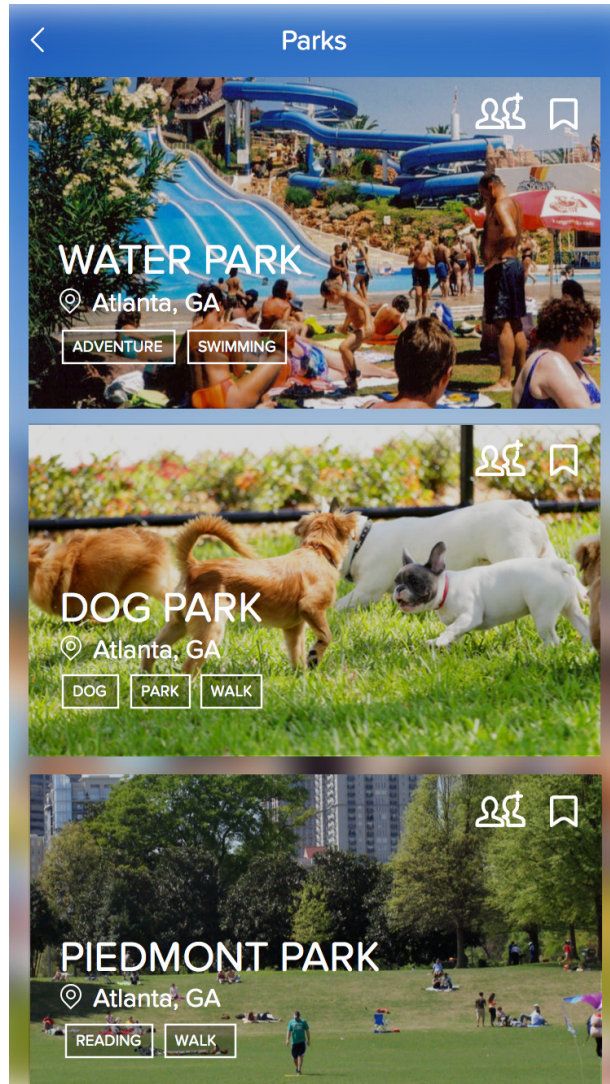 Parks
WATER PARK
Atlanta, GA
ADVENTURE SWIMMING
DOG PARK
Atlanta, GA
DOG PARK WALK
PIEDMONT PARK
Atlanta, GA
READING WALK